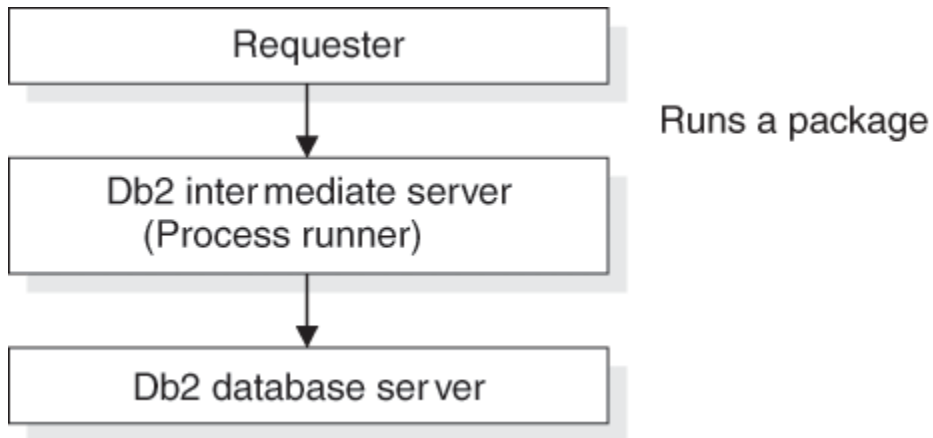 Requester
Runs a package
Db2 intermediate server
(Process runner)
Db2 database server